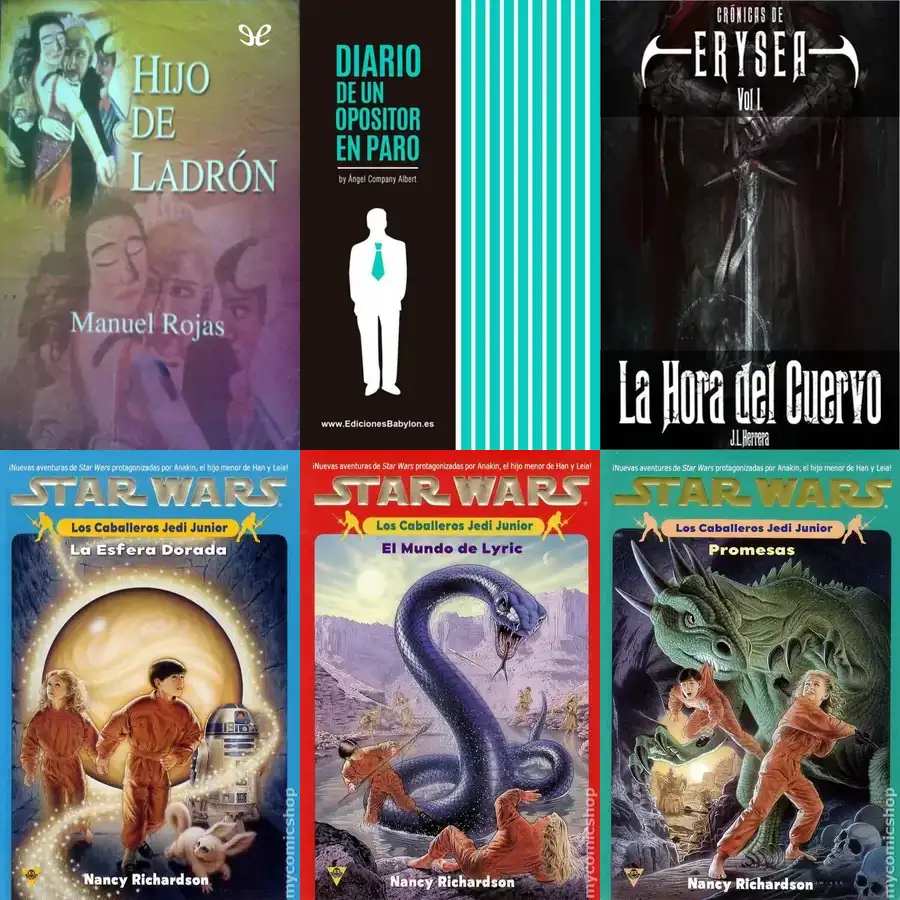 HIJO
DE
LADRÓN
Manuel Rojas
DIARIO
DE UN
OPOSITOR
EN PARO
by Ángel Company Albert
www.EdicionesBabylon.es
CRÓNICAS DE
ERYSEA
Vol I.
La Hora del Cuervo
J.L.Herrera
¡Nuevas aventuras de Star Wars protagonizadas por Anakin, el hijo menor de Han y Leia!
STAR WARS
Los Caballeros Jedi Junior
La Esfera Dorada
Nancy Richardson
mycomicshop
¡Nuevas aventuras de Star Wars protagonizadas por Anakin, el hijo menor de Han y Leia!
STAR WARS
Los Caballeros Jedi Junior
El Mundo de Lyric
Nancy Richardson
mycomicshop
¡Nuevas aventuras de Star Wars protagonizadas por Anakin, el hijo menor de Han y Leia!
STAR WARS
Los Caballeros Jedi Junior
Promesas
Nancy Richardson
mycomicshop